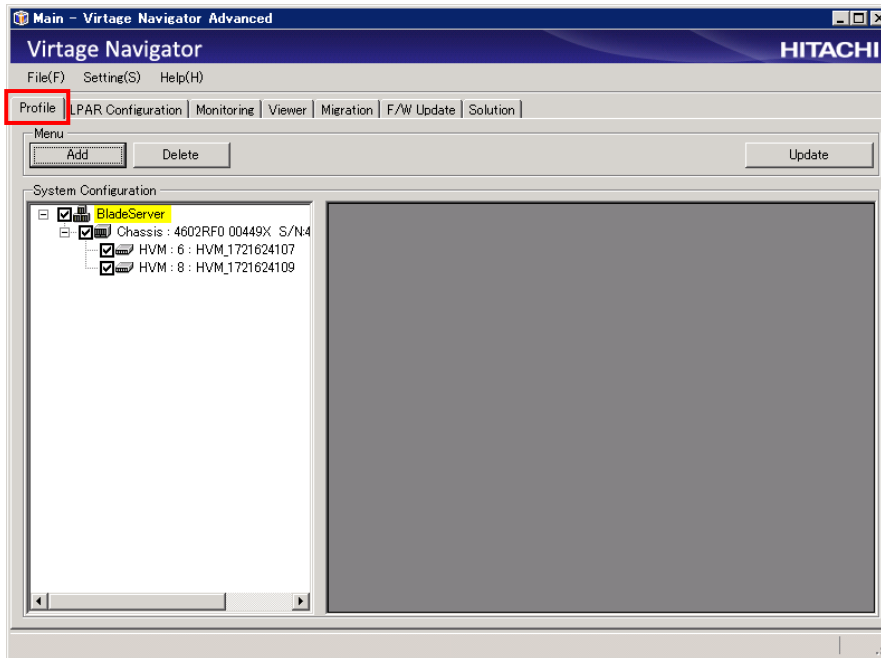 Main - Virtage Navigator Advanced
Virtage Navigator
HITACHI
File(F) Setting(S) Help(H)
Profile LPAR Configuration Monitoring Viewer Migration F/W Update Solution
Menu
Add Delete Update
System Configuration
BladeServer
Chassis : 4602RF0 00449X S/N:4
HVM : 6 : HVM_1721624107
HVM : 8 : HVM_1721624109